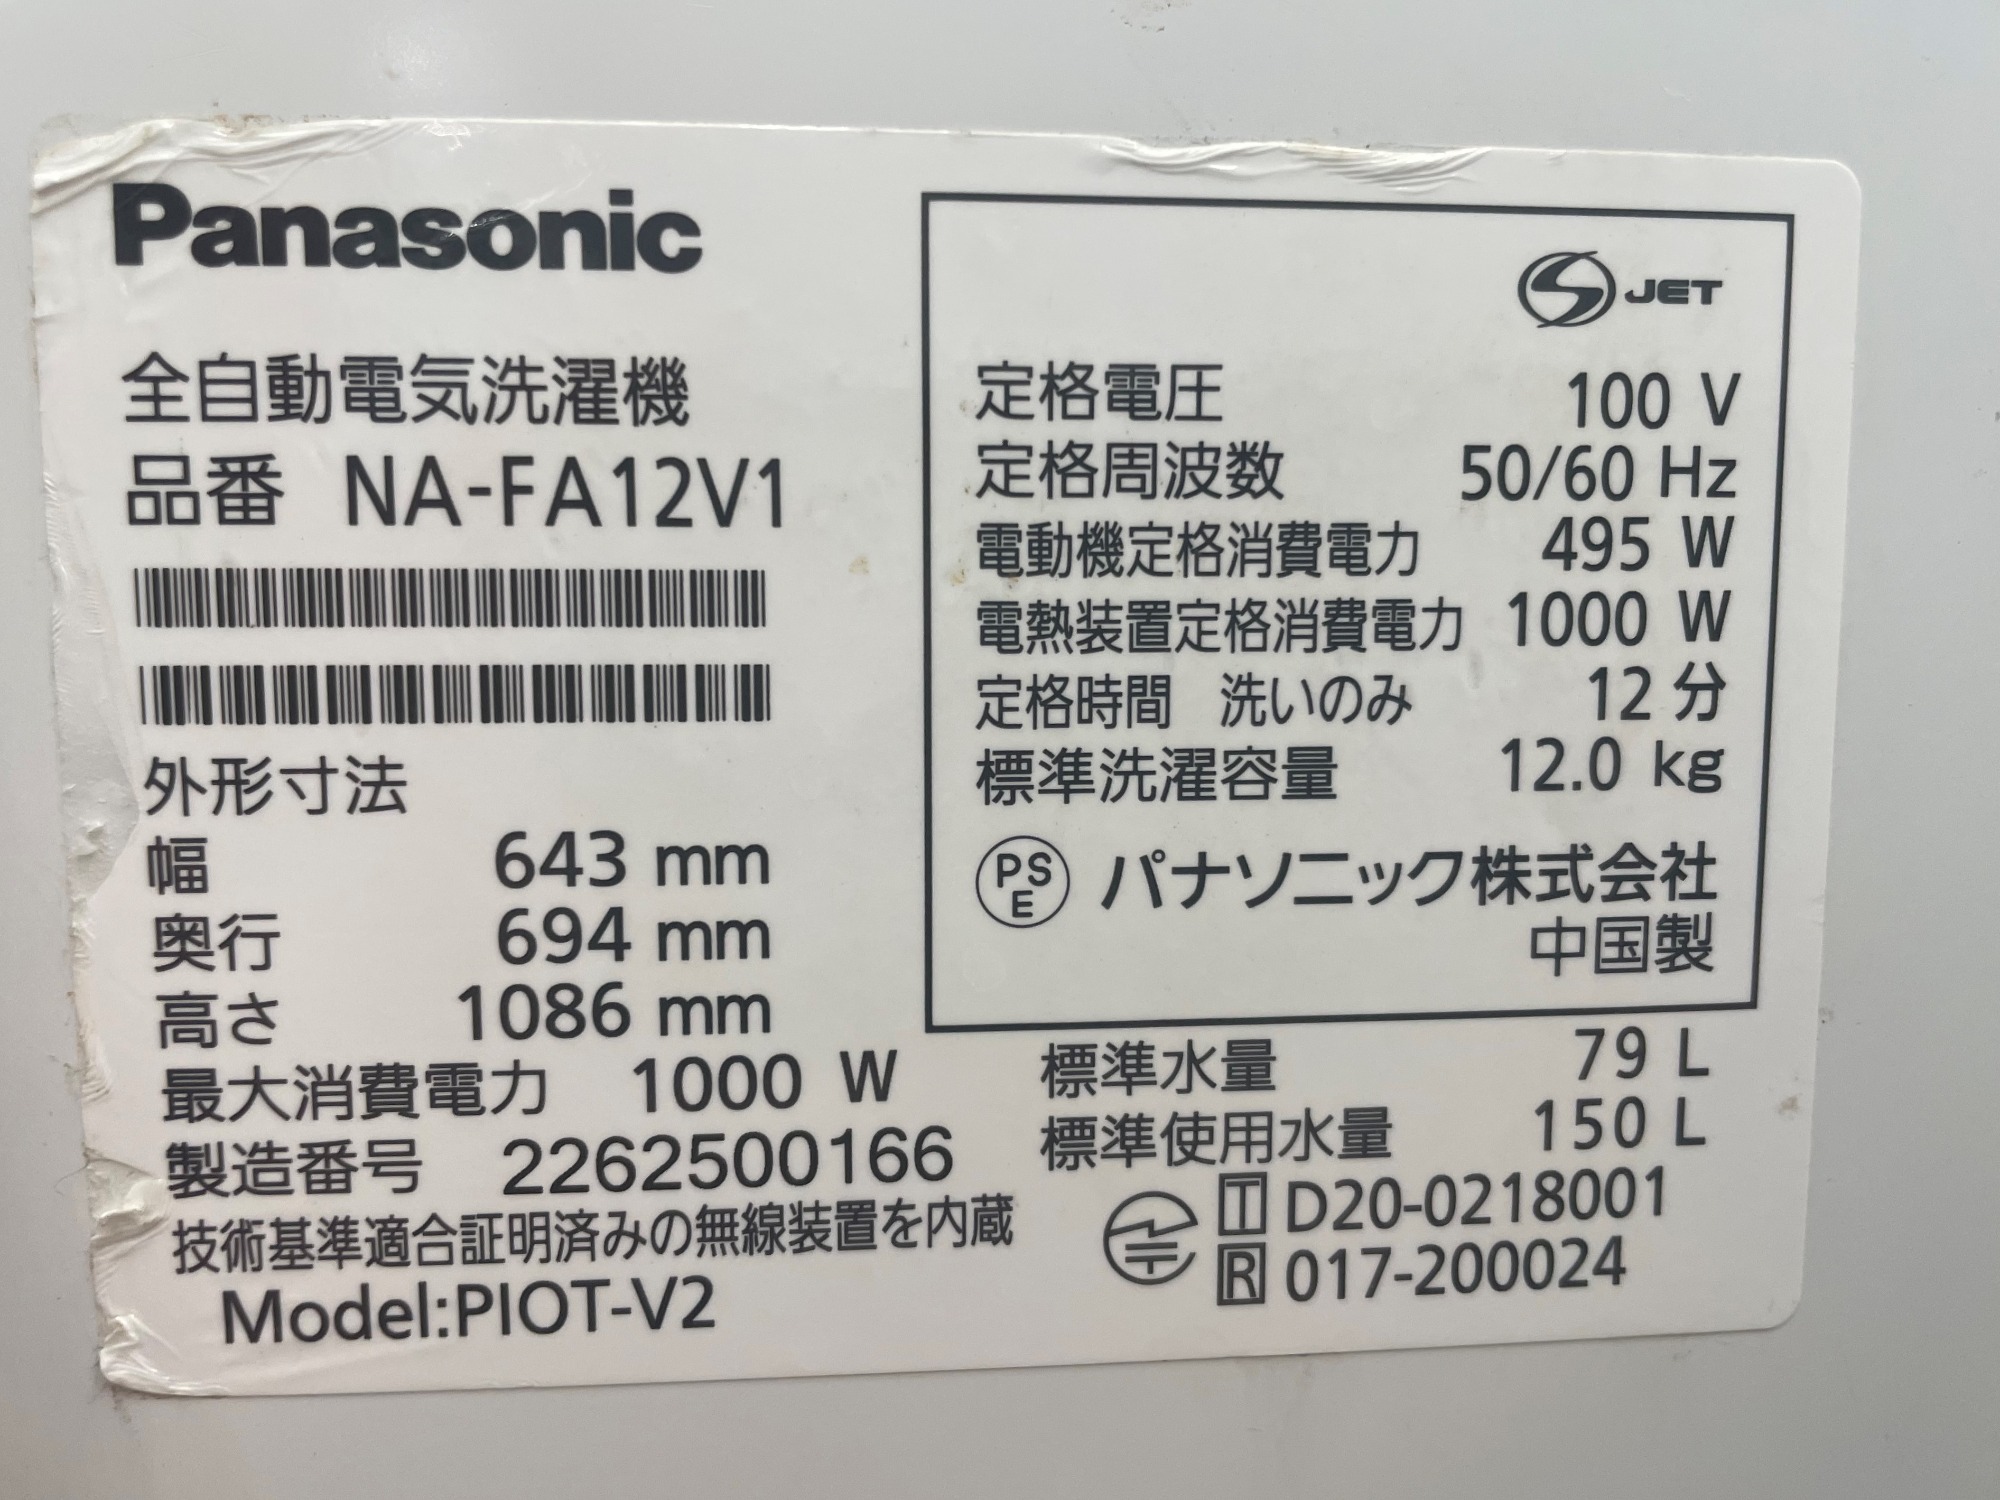 Panasonic
全自動電気洗濯機
品番 NA-FA12V1
外形寸法
幅 643 mm
奥行 694 mm
高さ 1086 mm
最大消費電力 1000 W
製造番号 2262500166
技術基準適合証明済みの無線装置を内蔵
Model:PIOT-V2
S JET
定格電圧 100 V
定格周波数 50/60 Hz
電動機定格消費電力 495 W
電熱装置定格消費電力 1000 W
定格時間 洗いのみ 12 分
標準洗濯容量 12.0 kg
PSE パナソニック株式会社
中国製
標準水量 79 L
標準使用水量 150 L
T D20-0218001
R 017-200024